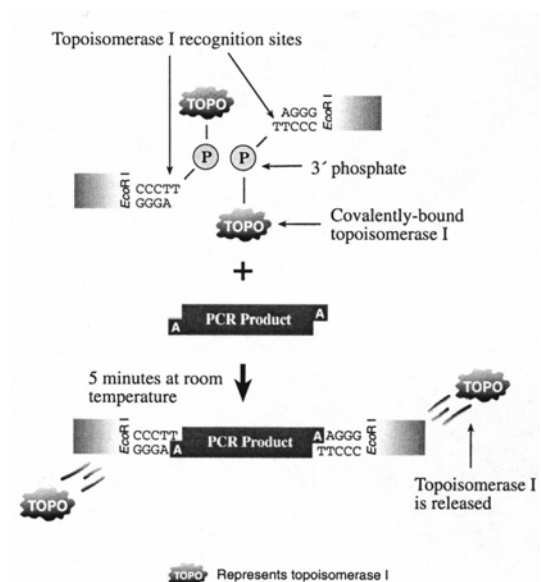 Topoisomerase I recognition sites
TOPO
AGGG
TTCCC
EcoR I
P
P
3´ phosphate
EcoR I
CCCTT
GGGA
TOPO
Covalently-bound
topoisomerase I
+
A
PCR Product
A
5 minutes at room
temperature
TOPO
EcoR I
CCCTT
GGGA
A
PCR Product
A
AGGG
TTCCC
EcoR I
Topoisomerase I
is released
TOPO
TOPO Represents topoisomerase I